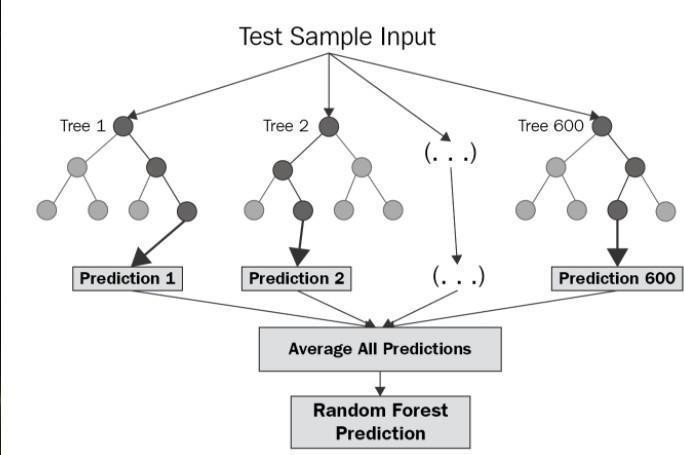 Test Sample Input
Tree 1
Tree 2
Tree 600
(. . .)
Prediction 1
Prediction 2
(. . .)
Prediction 600
Average All Predictions
Random Forest
Prediction